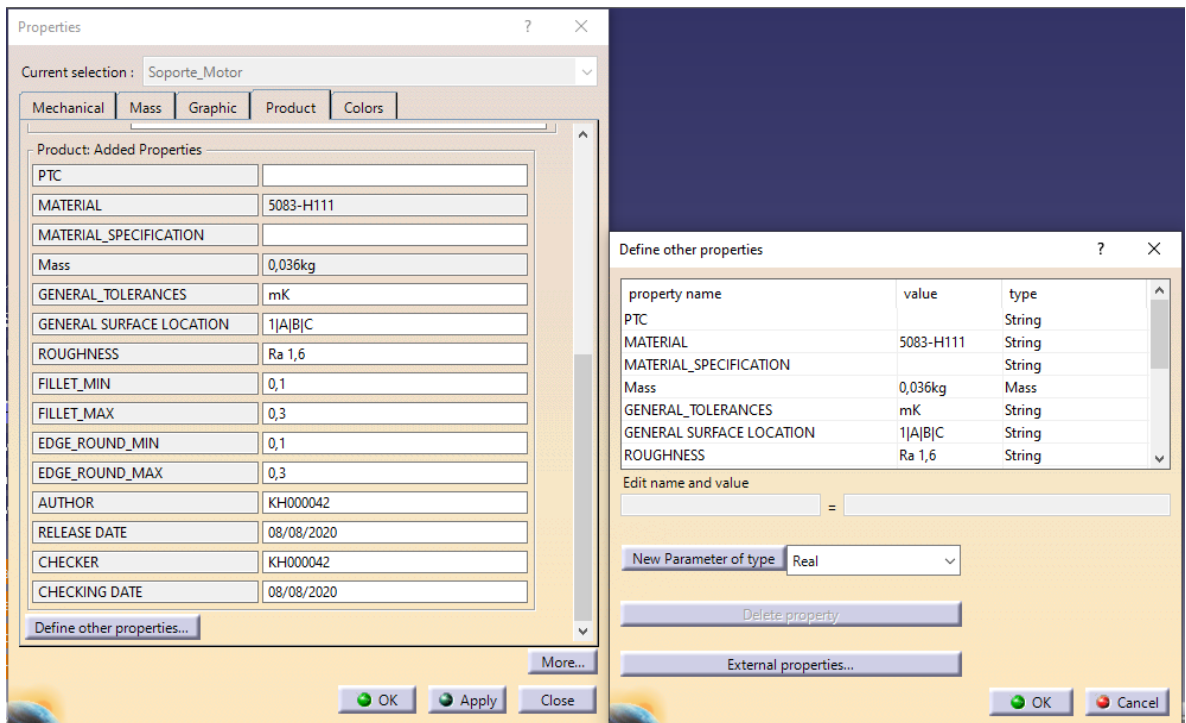 Properties
?
Current selection : Soporte_Motor
Mechanical Mass Graphic Product Colors
Product: Added Properties
PTC
MATERIAL 5083-H111
MATERIAL_SPECIFICATION
Mass 0,036kg
GENERAL_TOLERANCES mK
GENERAL SURFACE LOCATION 1|A|B|C
ROUGHNESS Ra 1,6
FILLET_MIN 0,1
FILLET_MAX 0,3
EDGE_ROUND_MIN 0,1
EDGE_ROUND_MAX 0,3
AUTHOR KH000042
RELEASE DATE 08/08/2020
CHECKER KH000042
CHECKING DATE 08/08/2020
Define other properties...
More...
OK Apply Close
Define other properties
?
property name value type
PTC String
MATERIAL 5083-H111 String
MATERIAL_SPECIFICATION String
Mass 0,036kg Mass
GENERAL_TOLERANCES mK String
GENERAL SURFACE LOCATION 1|A|B|C String
ROUGHNESS Ra 1,6 String
Edit name and value
=
New Parameter of type Real
Delete property
External properties...
OK Cancel